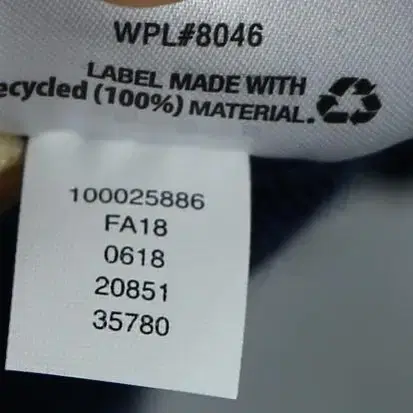 WPL#8046
LABEL MADE WITH
ecycled (100%) MATERIAL.
100025886
FA18
0618
20851
35780